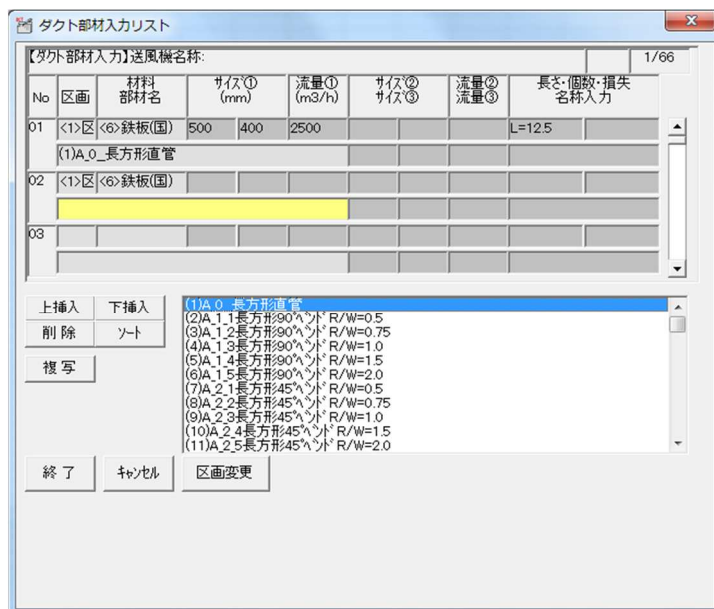 ダクト部材入力リスト
【ダクト部材入力】送風機名称: 1/66
No 区画 材料 部材名 サイズ① (mm) 流量① (m3/h) サイズ② サイズ③ 流量② 流量③ 長さ・個数・損失 名称入力
01 <1>区 <6>鉄板(国) 500 400 2500 L=12.5
(1)A_0_長方形直管
02 <1>区 <6>鉄板(国)
03
上挿入 下挿入
削 除 ソート
複 写
(1)A_0_長方形直管
(2)A_1_1長方形90°ベンド R/W=0.5
(3)A_1_2長方形90°ベンド R/W=0.75
(4)A_1_3長方形90°ベンド R/W=1.0
(5)A_1_4長方形90°ベンド R/W=1.5
(6)A_1_5長方形90°ベンド R/W=2.0
(7)A_2_1長方形45°ベンド R/W=0.5
(8)A_2_2長方形45°ベンド R/W=0.75
(9)A_2_3長方形45°ベンド R/W=1.0
(10)A_2_4長方形45°ベンド R/W=1.5
(11)A_2_5長方形45°ベンド R/W=2.0
終 了 キャンセル 区画変更